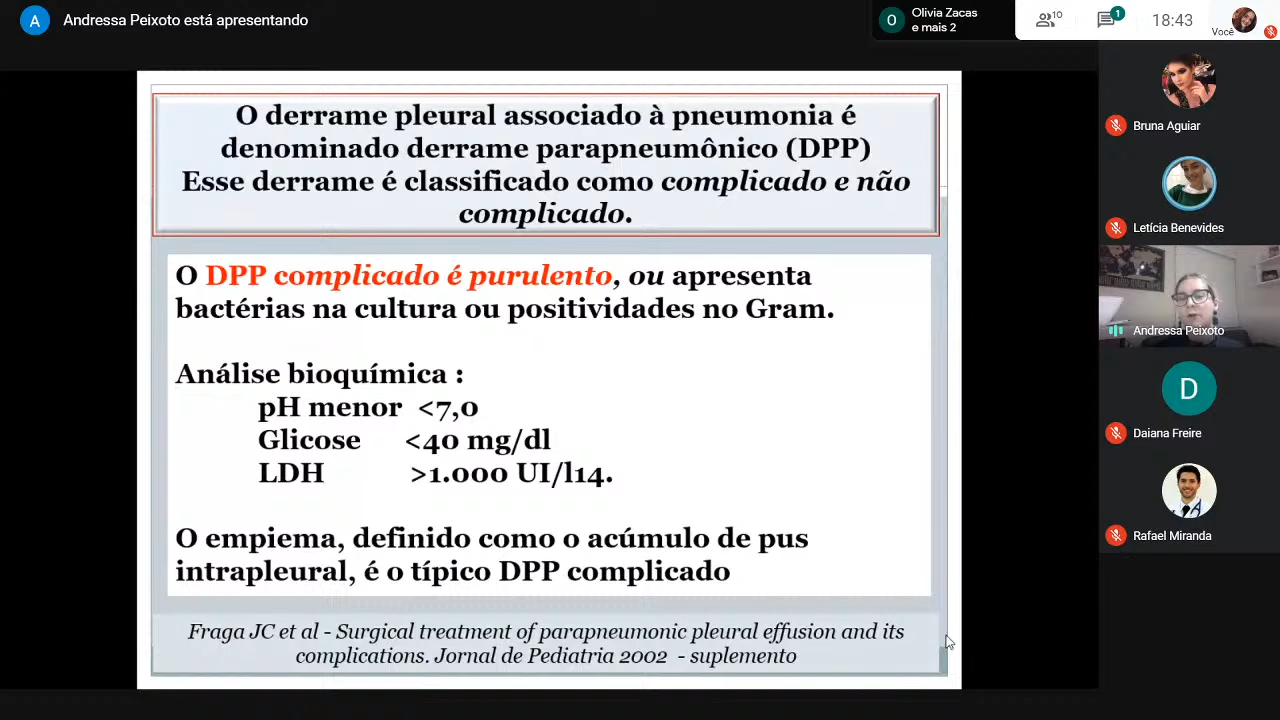 A
Andressa Peixoto está apresentando
O
Olivia Zacas
e mais 2
10
1
18:43
Você
O derrame pleural associado à pneumonia é
denominado derrame parapneumônico (DPP)
Esse derrame é classificado como complicado e não
complicado.
O DPP complicado é purulento, ou apresenta
bactérias na cultura ou positividades no Gram.
Análise bioquímica :
pH menor <7,0
Glicose <40 mg/dl
LDH >1.000 UI/l14.
O empiema, definido como o acúmulo de pus
intrapleural, é o típico DPP complicado
Fraga JC et al - Surgical treatment of parapneumonic pleural effusion and its
complications. Jornal de Pediatria 2002 - suplemento
Bruna Aguiar
Letícia Benevides
Andressa Peixoto
D
Daiana Freire
Rafael Miranda